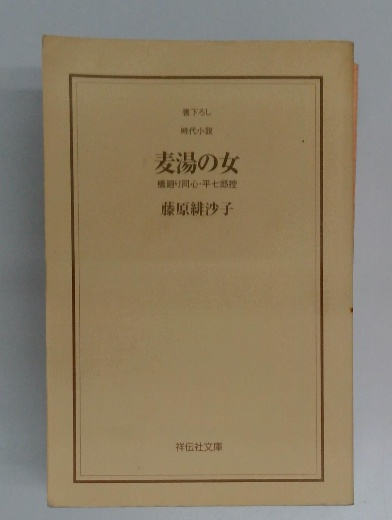 書下ろし
時代小説
麦湯の女
橋廻り同心・平七郎控
藤原緋沙子
祥伝社文庫